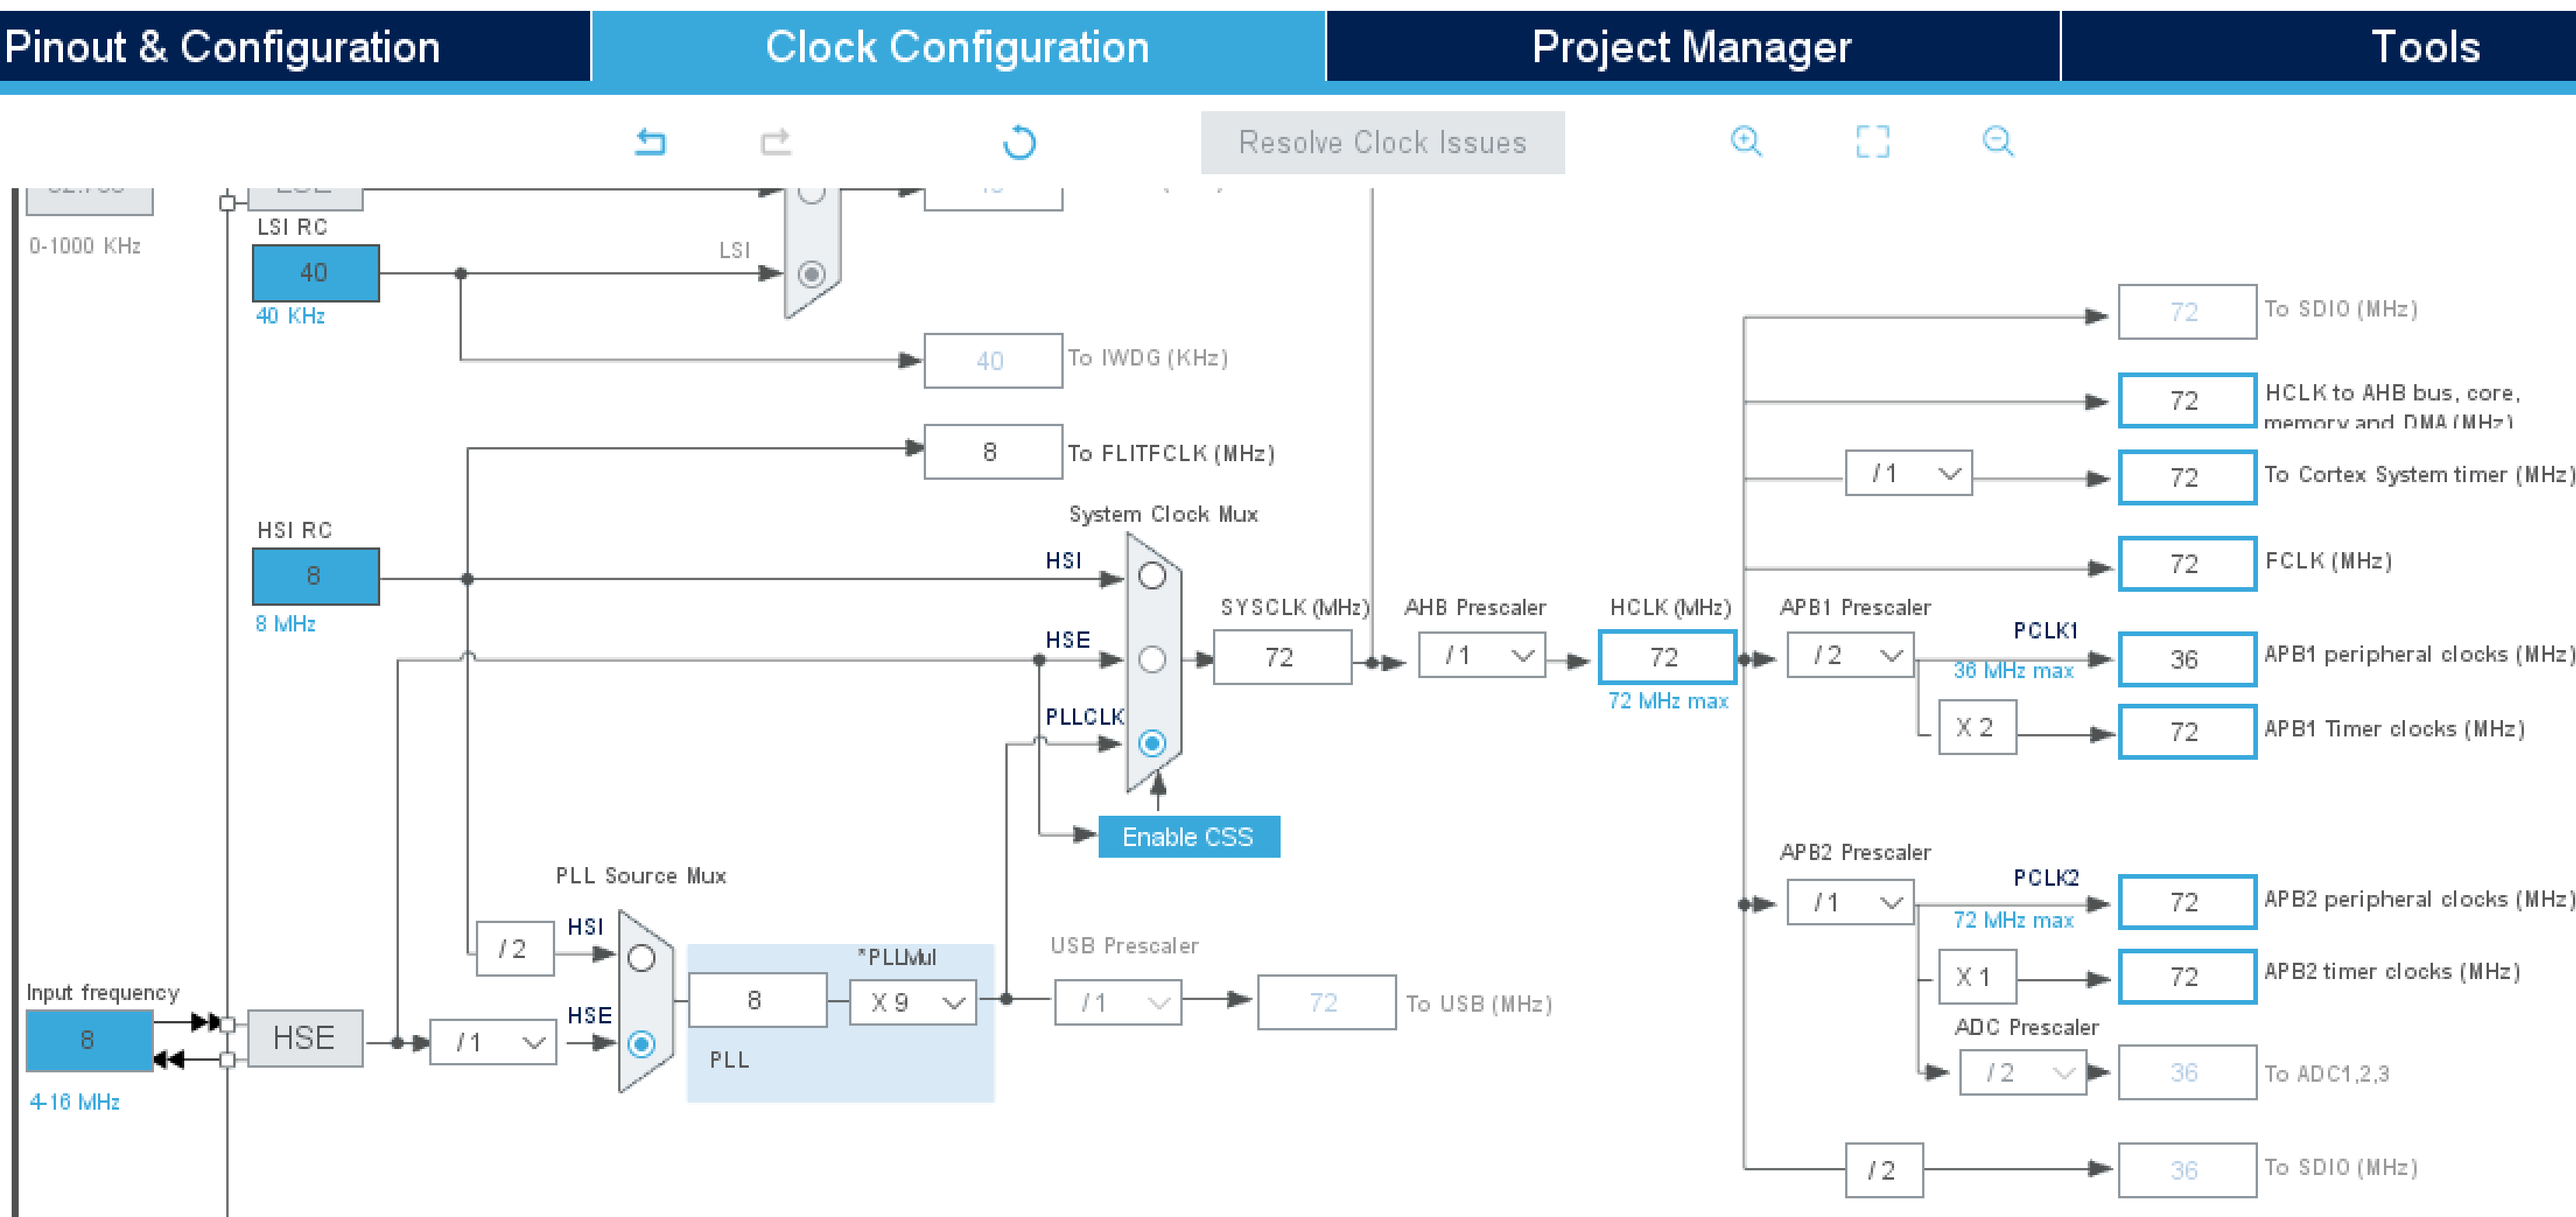 Pinout & Configuration
Clock Configuration
Project Manager
Tools
Resolve Clock Issues
0-1000 KHz
LSI RC
40
40 KHz
LSI
40
To IWDG (KHz)
8
To FLITFCLK (MHz)
HSI RC
8
8 MHz
System Clock Mux
HSI
HSE
PLLCLK
SYSCLK (MHz)
72
AHB Prescaler
/ 1
HCLK (MHz)
72
72 MHz max
Enable CSS
72
To SDIO (MHz)
72
HCLK to AHB bus, core,
memory and DMA (MHz)
/ 1
72
To Cortex System timer (MHz)
72
FCLK (MHz)
APB1 Prescaler
/ 2
PCLK1
36 MHz max
36
APB1 peripheral clocks (MHz)
X 2
72
APB1 Timer clocks (MHz)
PLL Source Mux
/ 2
HSI
HSE
Input frequency
8
4-16 MHz
HSE
/ 1
8
*PLLMul
X 9
PLL
USB Prescaler
/ 1
72
To USB (MHz)
APB2 Prescaler
/ 1
PCLK2
72 MHz max
72
APB2 peripheral clocks (MHz)
X 1
72
APB2 timer clocks (MHz)
ADC Prescaler
/ 2
36
To ADC1,2,3
/ 2
36
To SDIO (MHz)